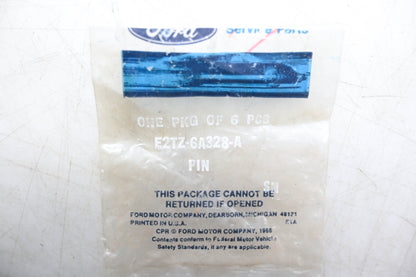 Ford
Service Parts
ONE PKG OF 6 PCS
E2TZ-6A328-A
PIN
THIS PACKAGE CANNOT BE
RETURNED IF OPENED
FORD MOTOR COMPANY, DEARBORN, MICHIGAN 48121
PRINTED IN U.S.A.
CPR © FORD MOTOR COMPANY, 1966
Contents conform to Federal Motor Vehicle
Safety Standards, if any are applicable.